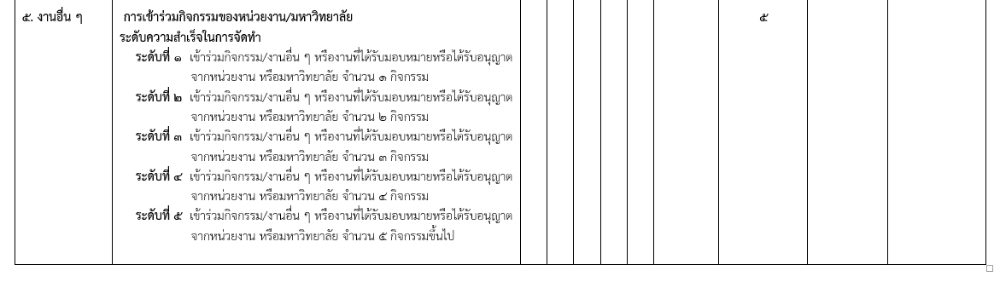 ๕. งานอื่น ๆ การเข้าร่วมกิจกรรมของหน่วยงาน/มหาวิทยาลัย ๕
ระดับความสำเร็จในการจัดทำ
ระดับที่ ๑ เข้าร่วมกิจกรรม/งานอื่น ๆ หรืองานที่ได้รับมอบหมายหรือได้รับอนุญาต
จากหน่วยงาน หรือมหาวิทยาลัย จำนวน ๑ กิจกรรม
ระดับที่ ๒ เข้าร่วมกิจกรรม/งานอื่น ๆ หรืองานที่ได้รับมอบหมายหรือได้รับอนุญาต
จากหน่วยงาน หรือมหาวิทยาลัย จำนวน ๒ กิจกรรม
ระดับที่ ๓ เข้าร่วมกิจกรรม/งานอื่น ๆ หรืองานที่ได้รับมอบหมายหรือได้รับอนุญาต
จากหน่วยงาน หรือมหาวิทยาลัย จำนวน ๓ กิจกรรม
ระดับที่ ๔ เข้าร่วมกิจกรรม/งานอื่น ๆ หรืองานที่ได้รับมอบหมายหรือได้รับอนุญาต
จากหน่วยงาน หรือมหาวิทยาลัย จำนวน ๔ กิจกรรม
ระดับที่ ๕ เข้าร่วมกิจกรรม/งานอื่น ๆ หรืองานที่ได้รับมอบหมายหรือได้รับอนุญาต
จากหน่วยงาน หรือมหาวิทยาลัย จำนวน ๕ กิจกรรมขึ้นไป